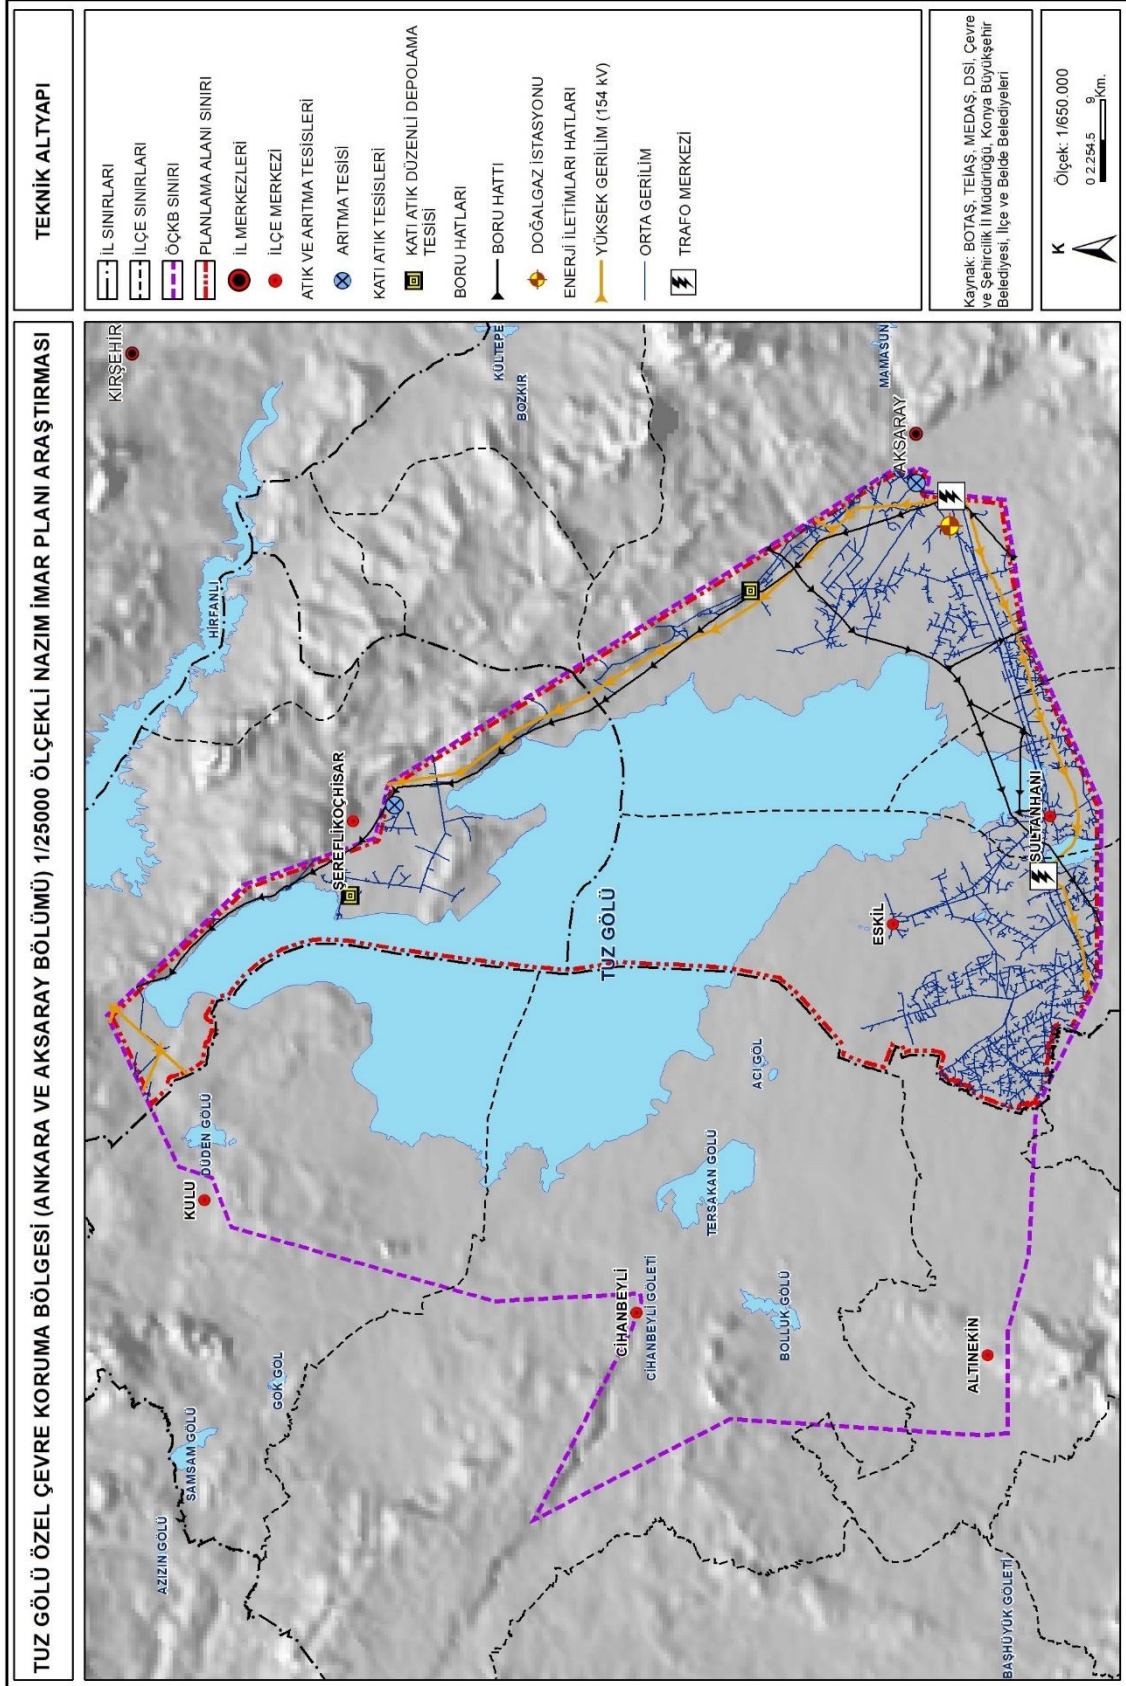 TUZ GÖLÜ ÖZEL ÇEVRE KORUMA BÖLGESİ (ANKARA VE AKSARAY BÖLÜMÜ) 1/25000 ÖLÇEKLİ NAZIM İMAR PLANI ARAŞTIRMASI
TEKNİK ALTYAPI
KIRŞEHİR
HİRFANLI
KÜLTEPE
BOZKIR
MAMASUN
AKSARAY
ŞEREFLİKOÇHİSAR
TUZ GÖLÜ
SULTANHANI
ESKİL
ACI GÖL
DÜDEN GÖLÜ
KULU
TERSAKAN GÖLÜ
CİHANBEYLİ
CİHANBEYLİ GÖLETİ
BOLLUK GÖLÜ
ALTINEKİN
GÖK GÖL
SAMSAM GÖLÜ
AZIZIN GÖLÜ
BAŞHÜYÜK GÖLETİ
İL SINIRLARI
İLÇE SINIRLARI
ÖÇKB SINIRI
PLANLAMA ALANI SINIRI
İL MERKEZLERİ
İLÇE MERKEZİ
ATIK VE ARITMA TESİSLERİ
ARITMA TESİSİ
KATI ATIK TESİSLERİ
KATI ATIK DÜZENLİ DEPOLAMA
TESİSİ
BORU HATLARI
BORU HATTI
DOĞALGAZ İSTASYONU
ENERJİ İLETİMLARI HATLARI
YÜKSEK GERİLİM (154 kV)
ORTA GERİLİM
TRAFO MERKEZİ
Kaynak: BOTAŞ, TEİAŞ, MEDAŞ, DSİ, Çevre
ve Şehircilik İl Müdürlüğü, Konya Büyükşehir
Belediyesi, İlçe ve Belde Belediyeleri
K
Ölçek: 1/650.000
0 2.254.5 9
Km.